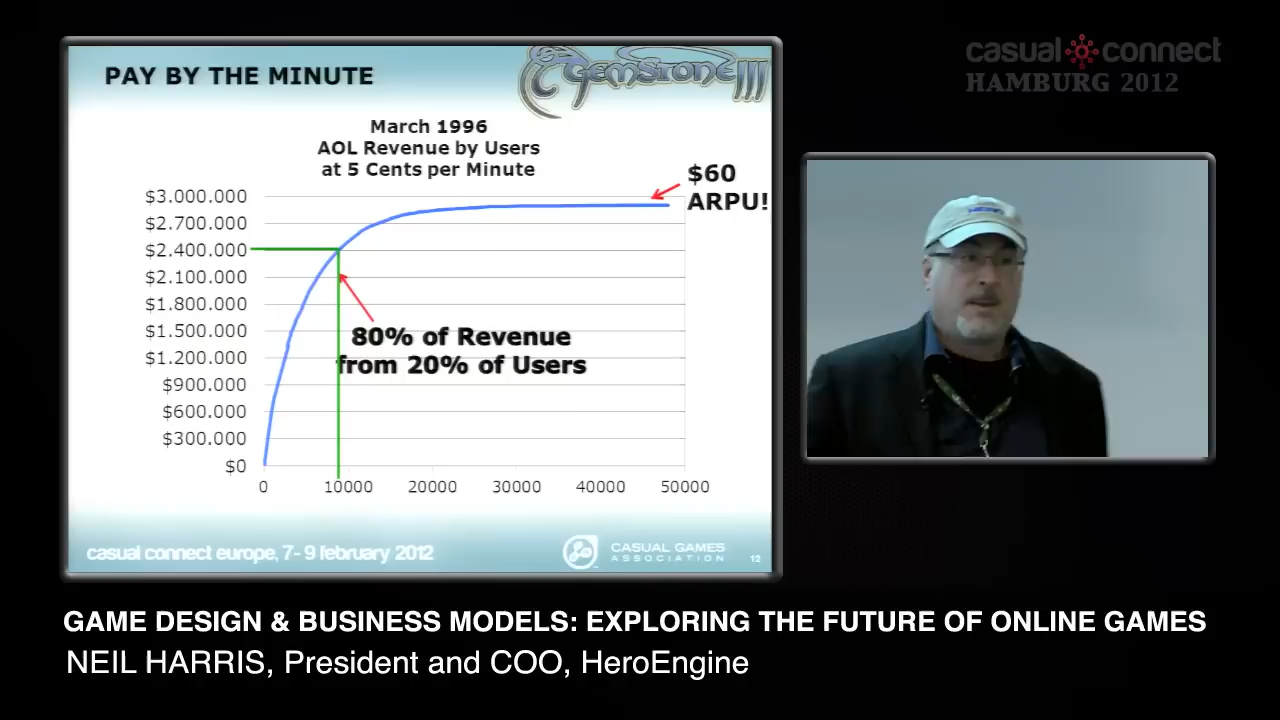 PAY BY THE MINUTE
GEMSTONE III
March 1996
AOL Revenue by Users
at 5 Cents per Minute
$60
ARPU!
$3.000.000
$2.700.000
$2.400.000
$2.100.000
$1.800.000
$1.500.000
$1.200.000
$900.000
$600.000
$300.000
$0
80% of Revenue
from 20% of Users
0 10000 20000 30000 40000 50000
casual connect europe, 7-9 february 2012
CASUAL GAMES
ASSOCIATION
12
casual connect
HAMBURG 2012
GAME DESIGN & BUSINESS MODELS: EXPLORING THE FUTURE OF ONLINE GAMES
NEIL HARRIS, President and COO, HeroEngine